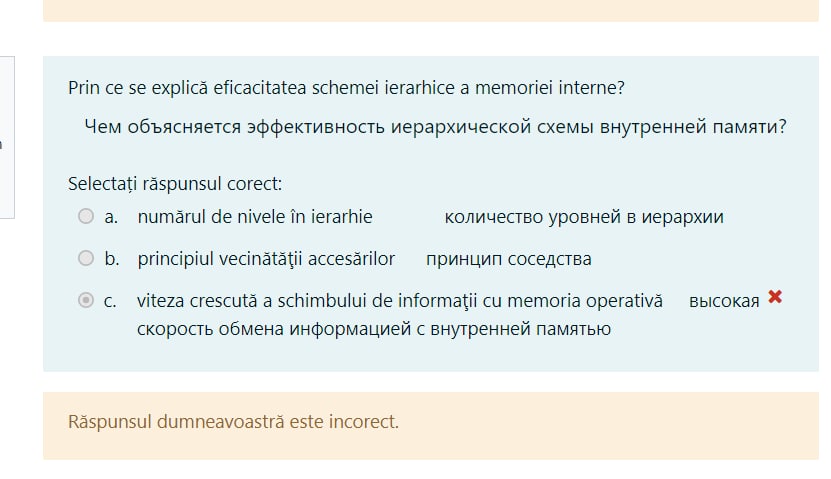 Prin ce se explică eficacitatea schemei ierarhice a memoriei interne?
Чем объясняется эффективность иерархической схемы внутренней памяти?
Selectați răspunsul corect:
a. numărul de nivele în ierarhie количество уровней в иерархии
b. principiul vecinătăţii accesărilor принцип соседства
c. viteza crescută a schimbului de informaţii cu memoria operativă высокая
скорость обмена информацией с внутренней памятью
Răspunsul dumneavoastră este incorect.